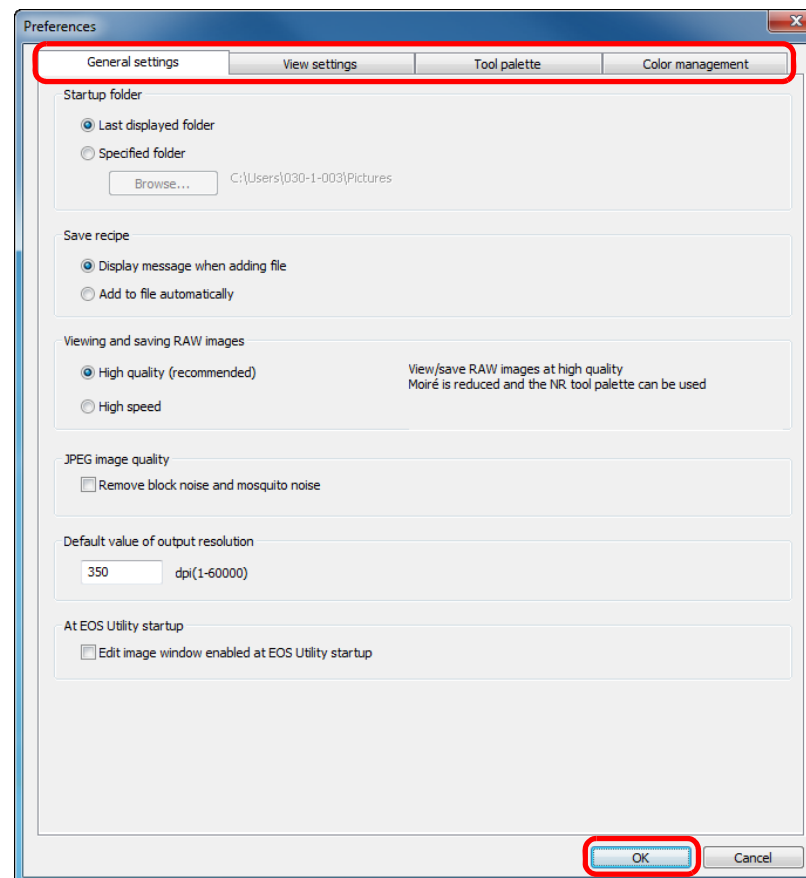 Preferences
General settings
View settings
Tool palette
Color management
Startup folder
Last displayed folder
Specified folder
Browse...
C:\Users\030-1-003\Pictures
Save recipe
Display message when adding file
Add to file automatically
Viewing and saving RAW images
High quality (recommended)
View/save RAW images at high quality
Moiré is reduced and the NR tool palette can be used
High speed
JPEG image quality
Remove block noise and mosquito noise
Default value of output resolution
350
dpi(1-60000)
At EOS Utility startup
Edit image window enabled at EOS Utility startup
OK
Cancel